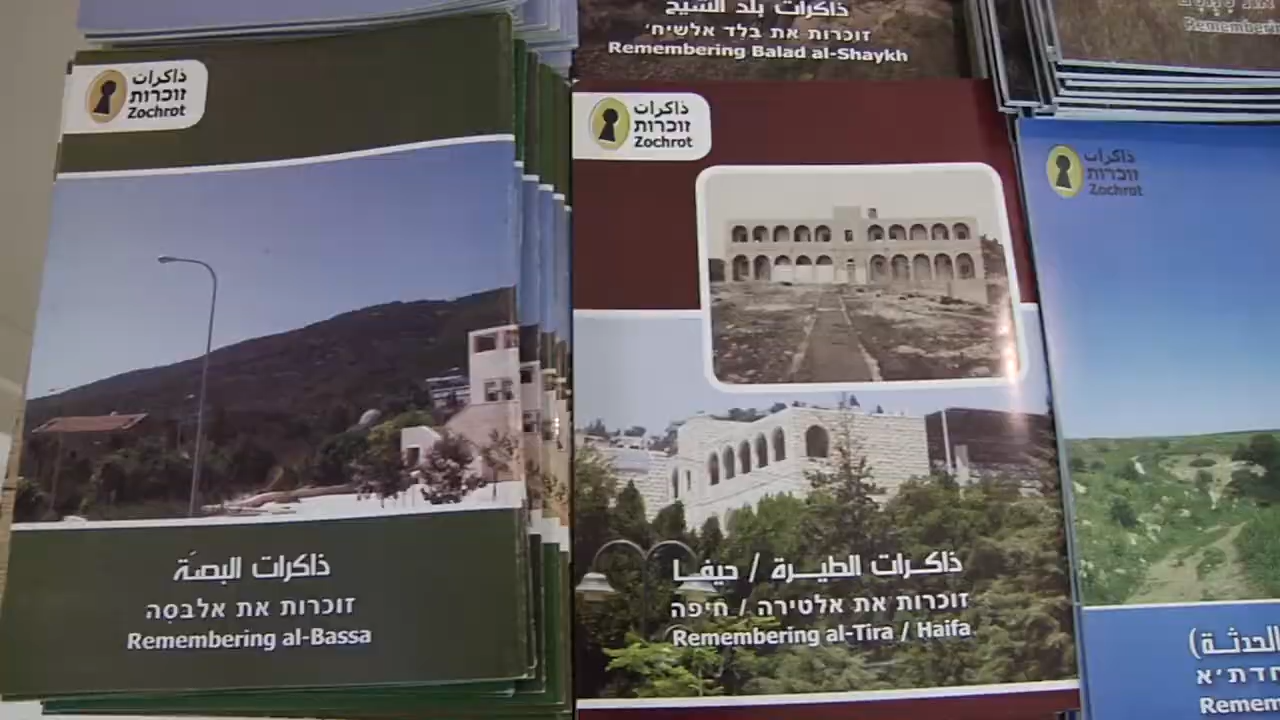 ذاكرات بلد الشيخ
זוכרות את בלד אלשיח'
Remembering Balad al-Shaykh
ذاكرات
זוכרות
Zochrot
ذاكرات البصّة
זוכרות את אלבסה
Remembering al-Bassa
ذاكرات
זוכרות
Zochrot
ذاكرات الطيرة / حيفا
זוכרות את אלטירה / חיפה
Remembering al-Tira / Haifa
ذاكرات
זוכרות
Zochrot
الحدثة)